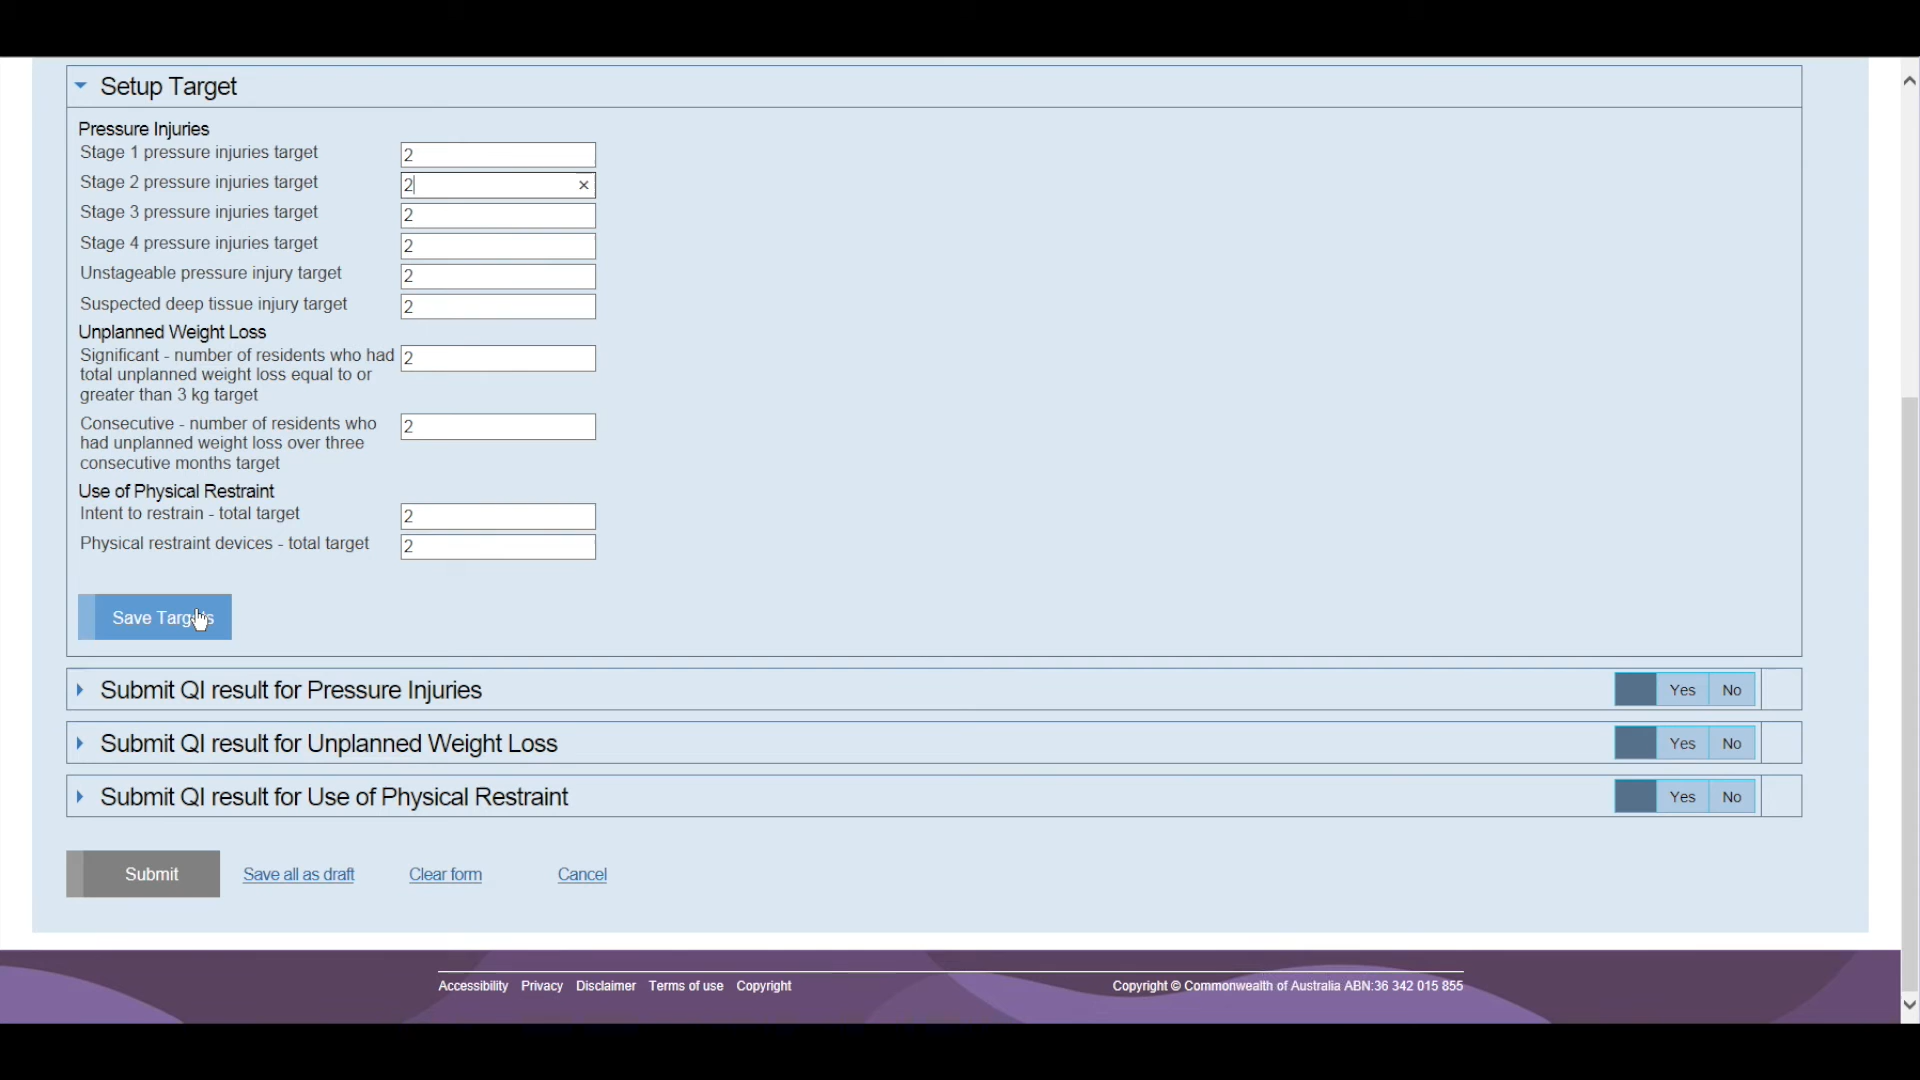 Setup Target
Pressure Injuries
Stage 1 pressure injuries target 2
Stage 2 pressure injuries target 2 ×
Stage 3 pressure injuries target 2
Stage 4 pressure injuries target 2
Unstageable pressure injury target 2
Suspected deep tissue injury target 2
Unplanned Weight Loss
Significant - number of residents who had 2
total unplanned weight loss equal to or
greater than 3 kg target
Consecutive - number of residents who 2
had unplanned weight loss over three
consecutive months target
Use of Physical Restraint
Intent to restrain - total target 2
Physical restraint devices - total target 2
Save Targets
Submit QI result for Pressure Injuries Yes No
Submit QI result for Unplanned Weight Loss Yes No
Submit QI result for Use of Physical Restraint Yes No
Submit Save all as draft Clear form Cancel
Accessibility Privacy Disclaimer Terms of use Copyright Copyright © Commonwealth of Australia ABN:36 342 015 855